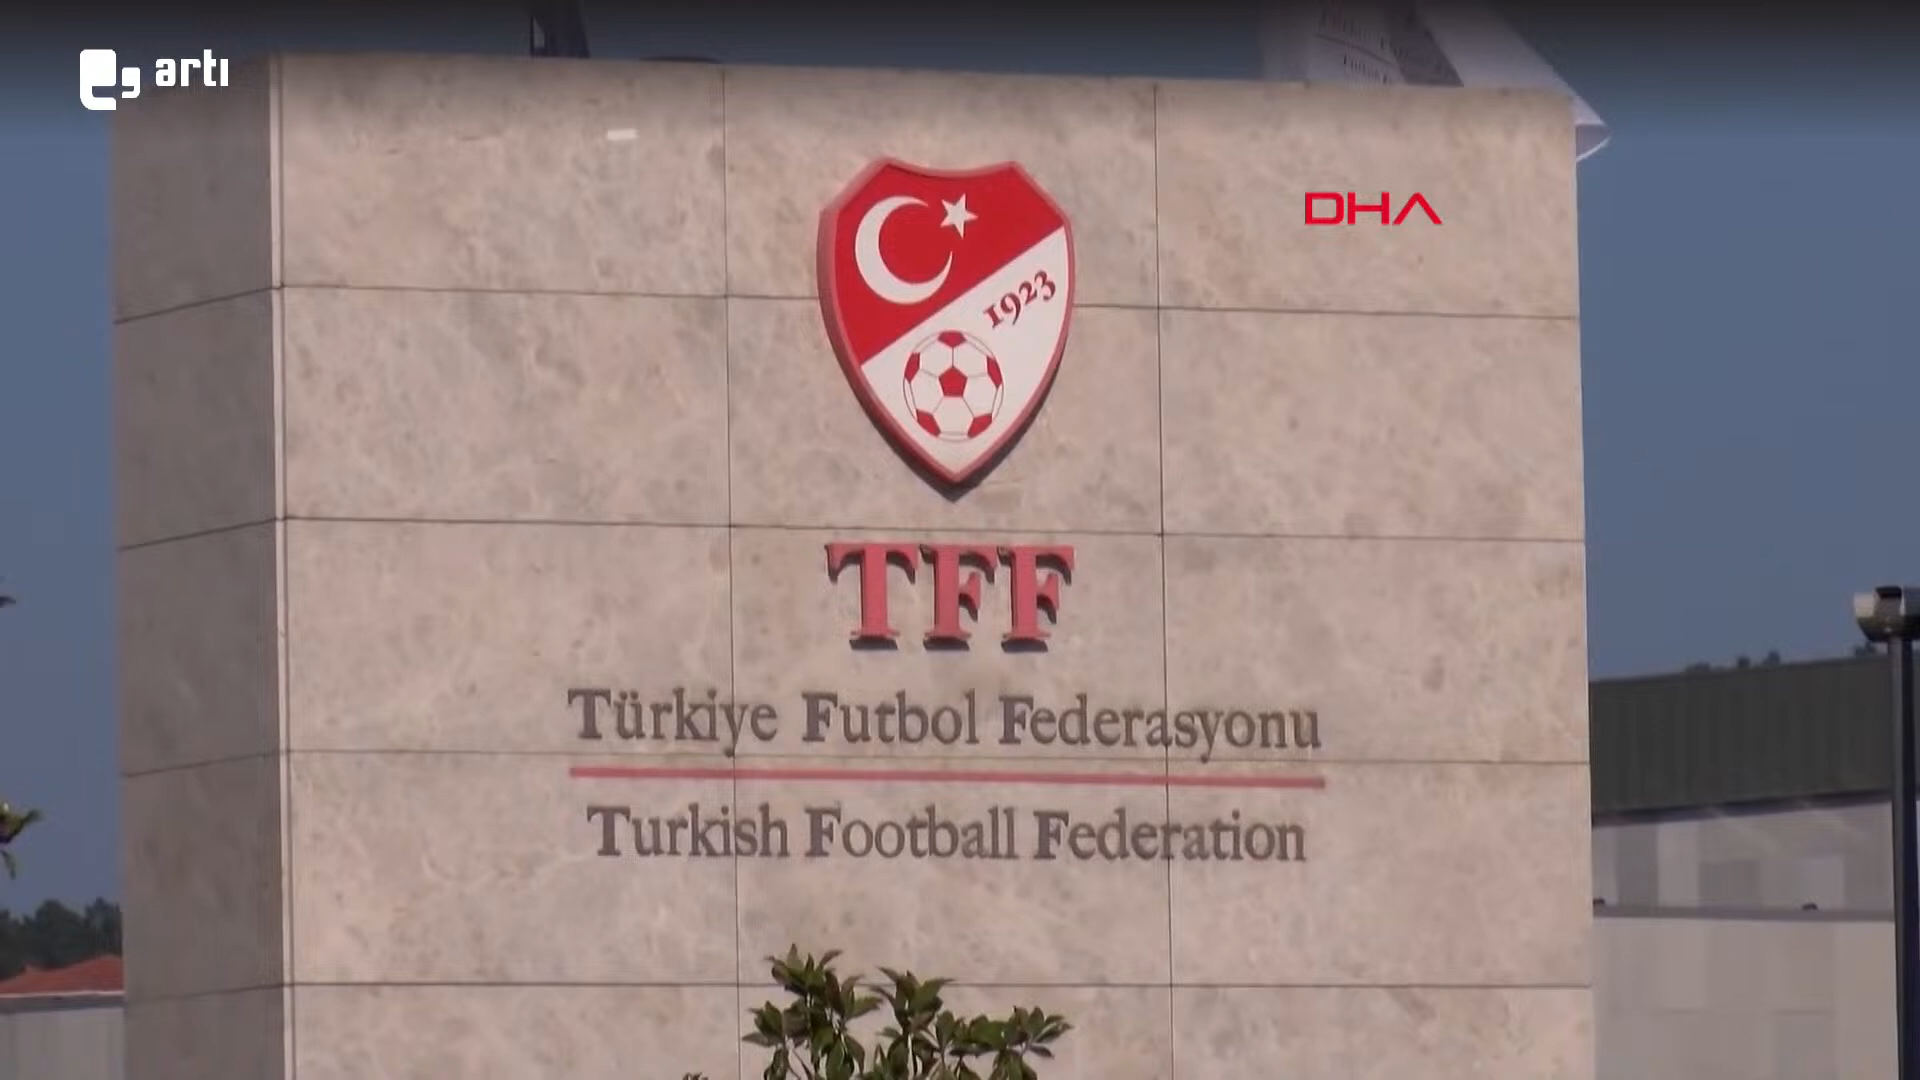 artı
DHA
1923
TFF
Türkiye Futbol Federasyonu
Turkish Football Federation